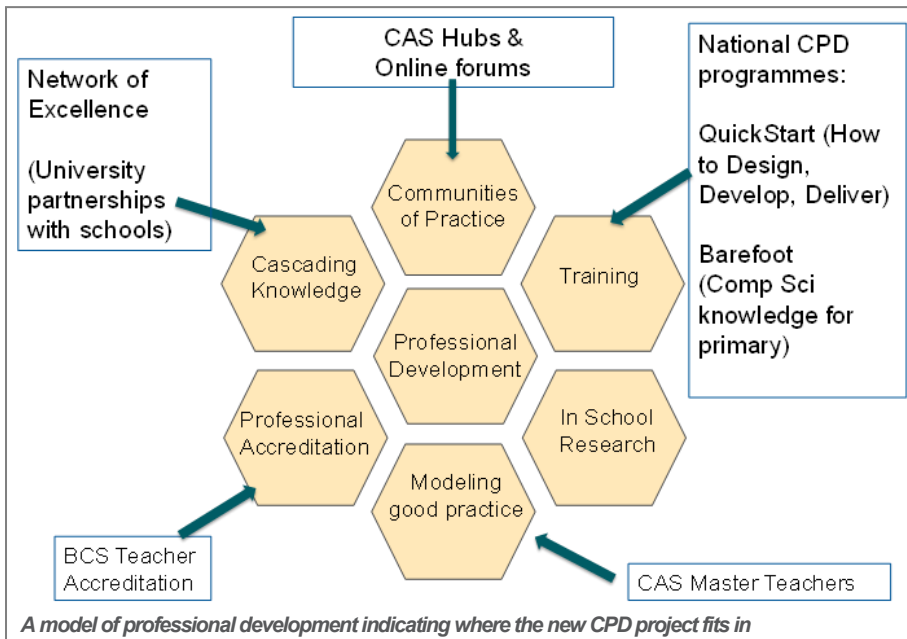 CAS Hubs &
Online forums
Network of
Excellence
(University
partnerships
with schools)
National CPD
programmes:
QuickStart (How
to Design,
Develop, Deliver)
Barefoot
(Comp Sci
knowledge for
primary)
Communities
of Practice
Cascading
Knowledge
Training
Professional
Development
Professional
Accreditation
In School
Research
Modeling
good practice
BCS Teacher
Accreditation
CAS Master Teachers
A model of professional development indicating where the new CPD project fits in